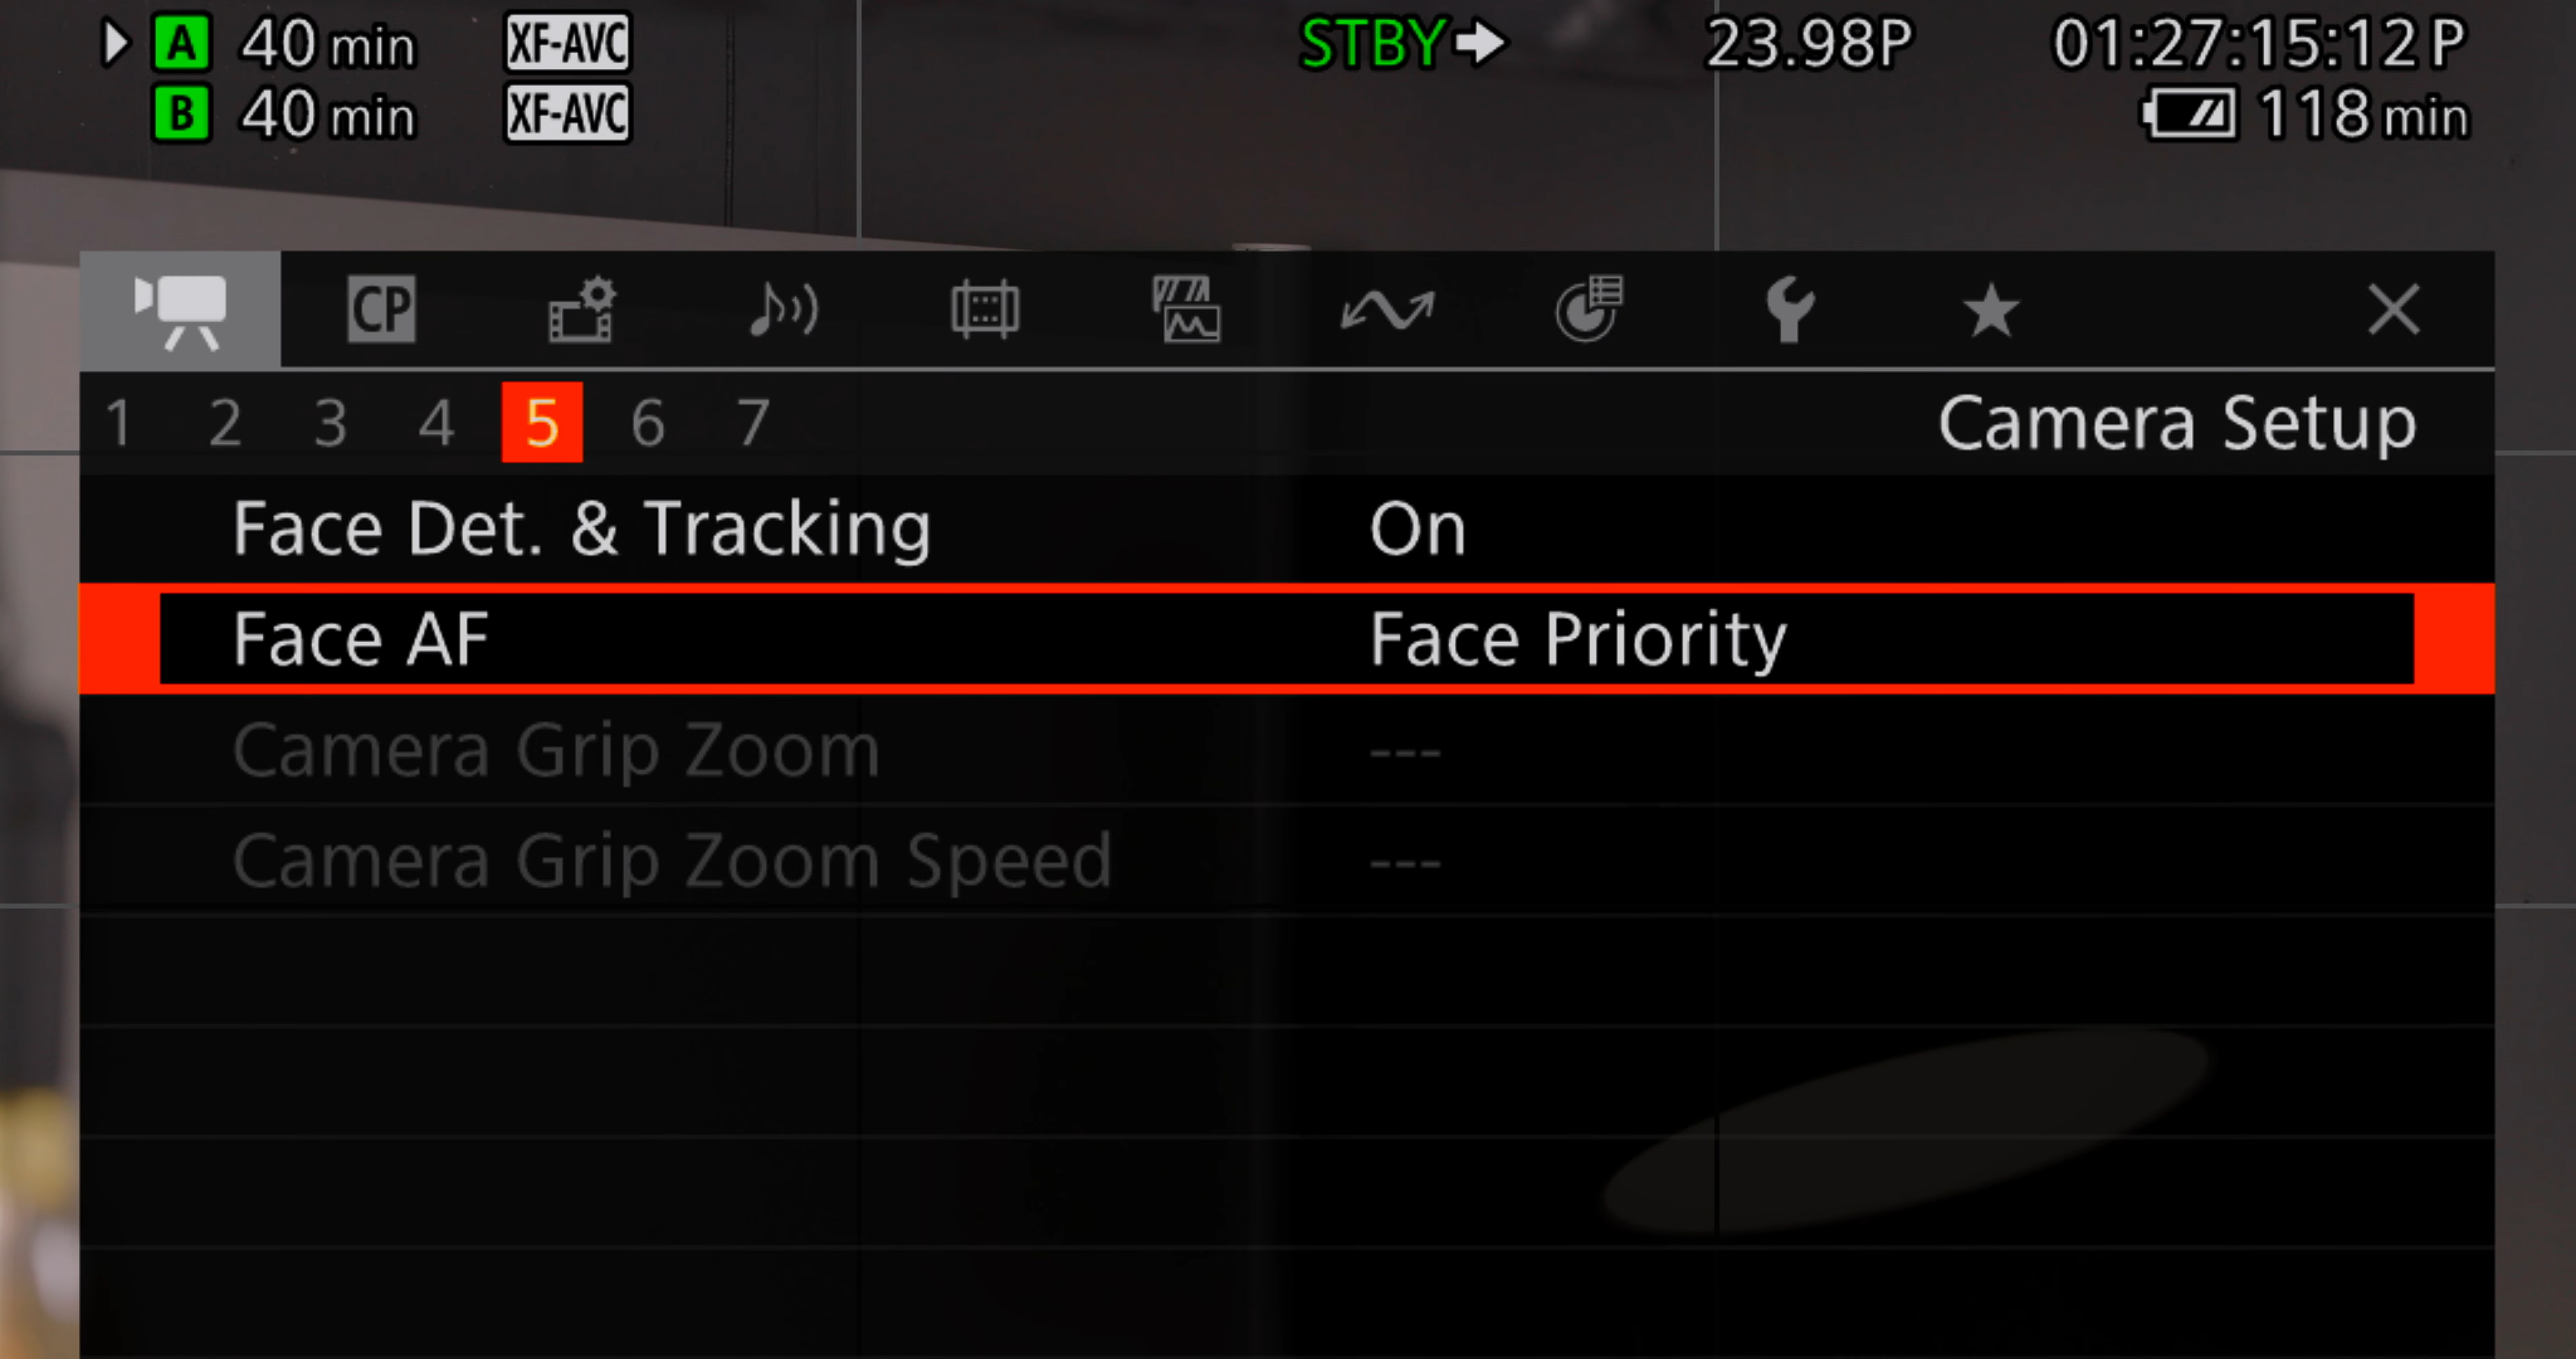 A 40 min XF-AVC STBY 23.98P 01:27:15:12 P
B 40 min XF-AVC 118 min
CP
1 2 3 4 5 6 7 Camera Setup
Face Det. & Tracking On
Face AF Face Priority
Camera Grip Zoom ---
Camera Grip Zoom Speed ---